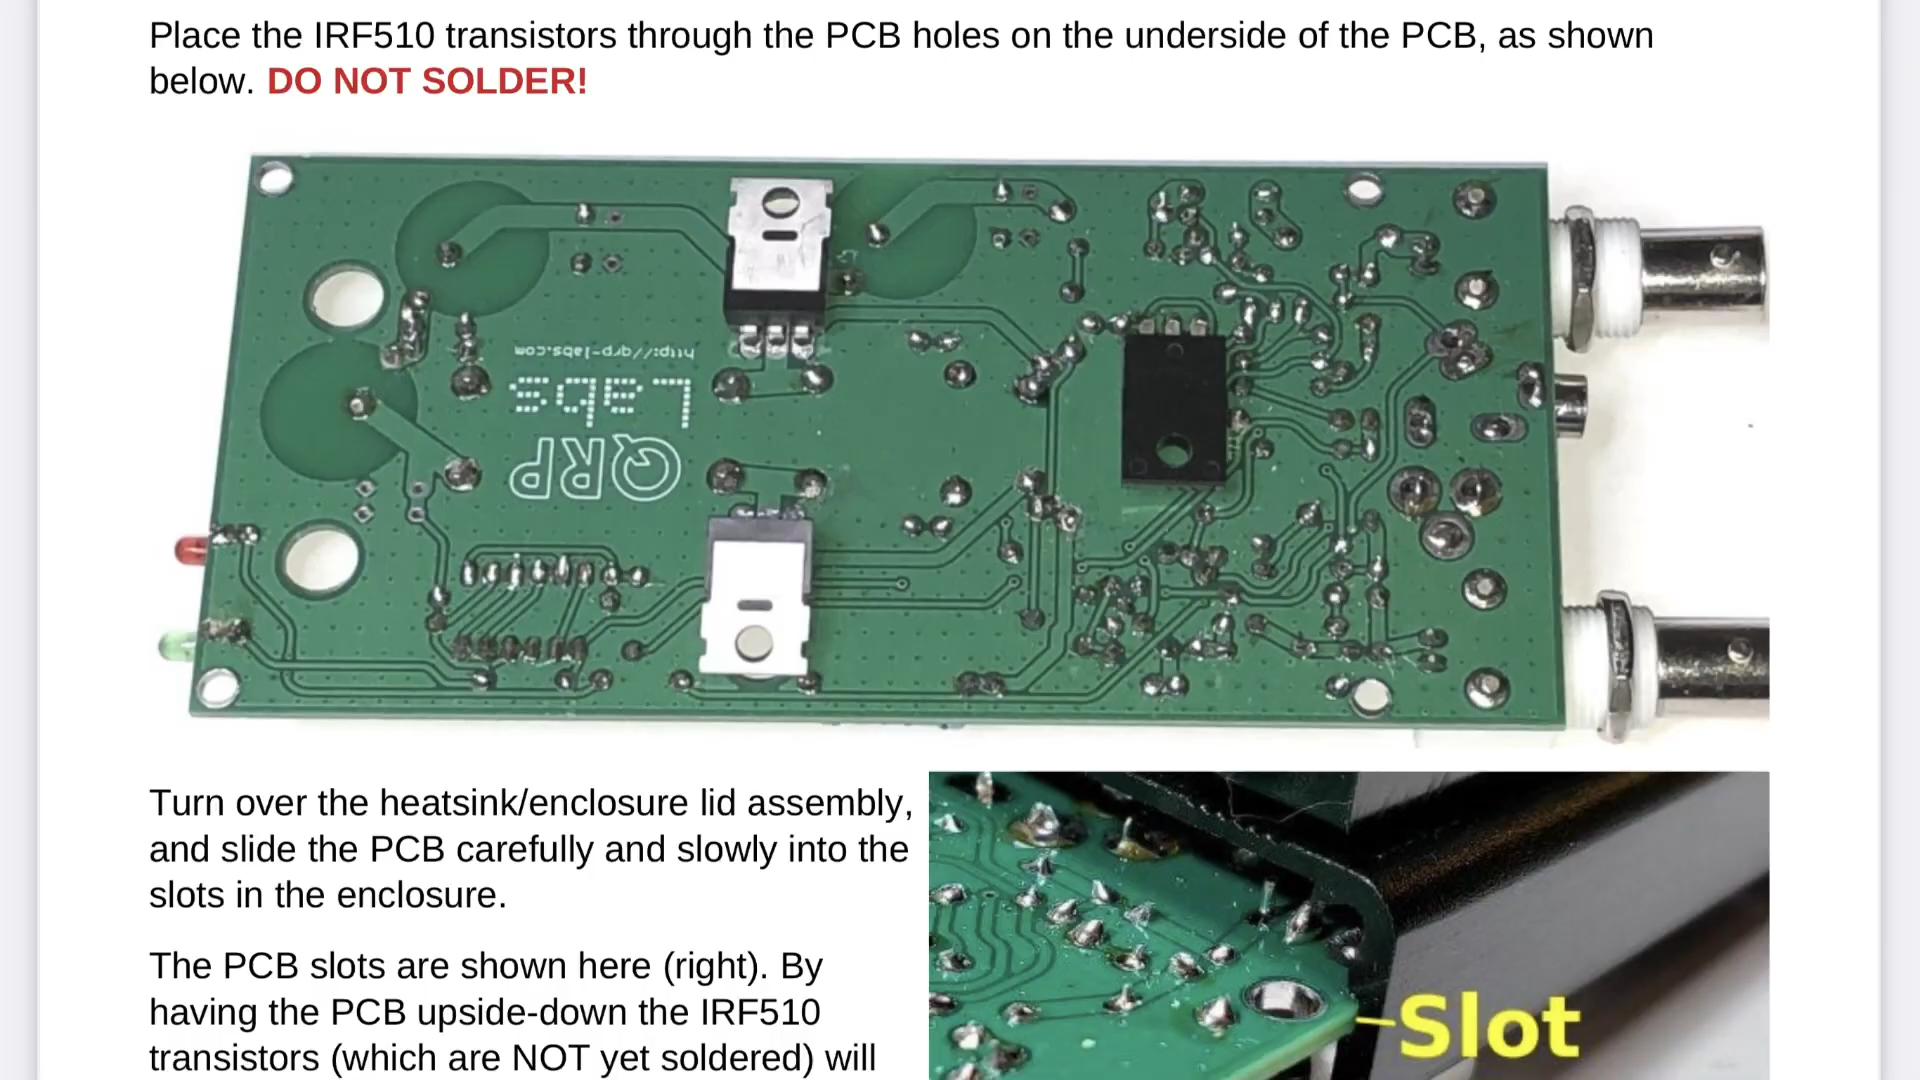 Place the IRF510 transistors through the PCB holes on the underside of the PCB, as shown
below. DO NOT SOLDER!
http://qrp-labs.com
Labs
QRP
Turn over the heatsink/enclosure lid assembly,
and slide the PCB carefully and slowly into the
slots in the enclosure.
The PCB slots are shown here (right). By
having the PCB upside-down the IRF510
transistors (which are NOT yet soldered) will
Slot